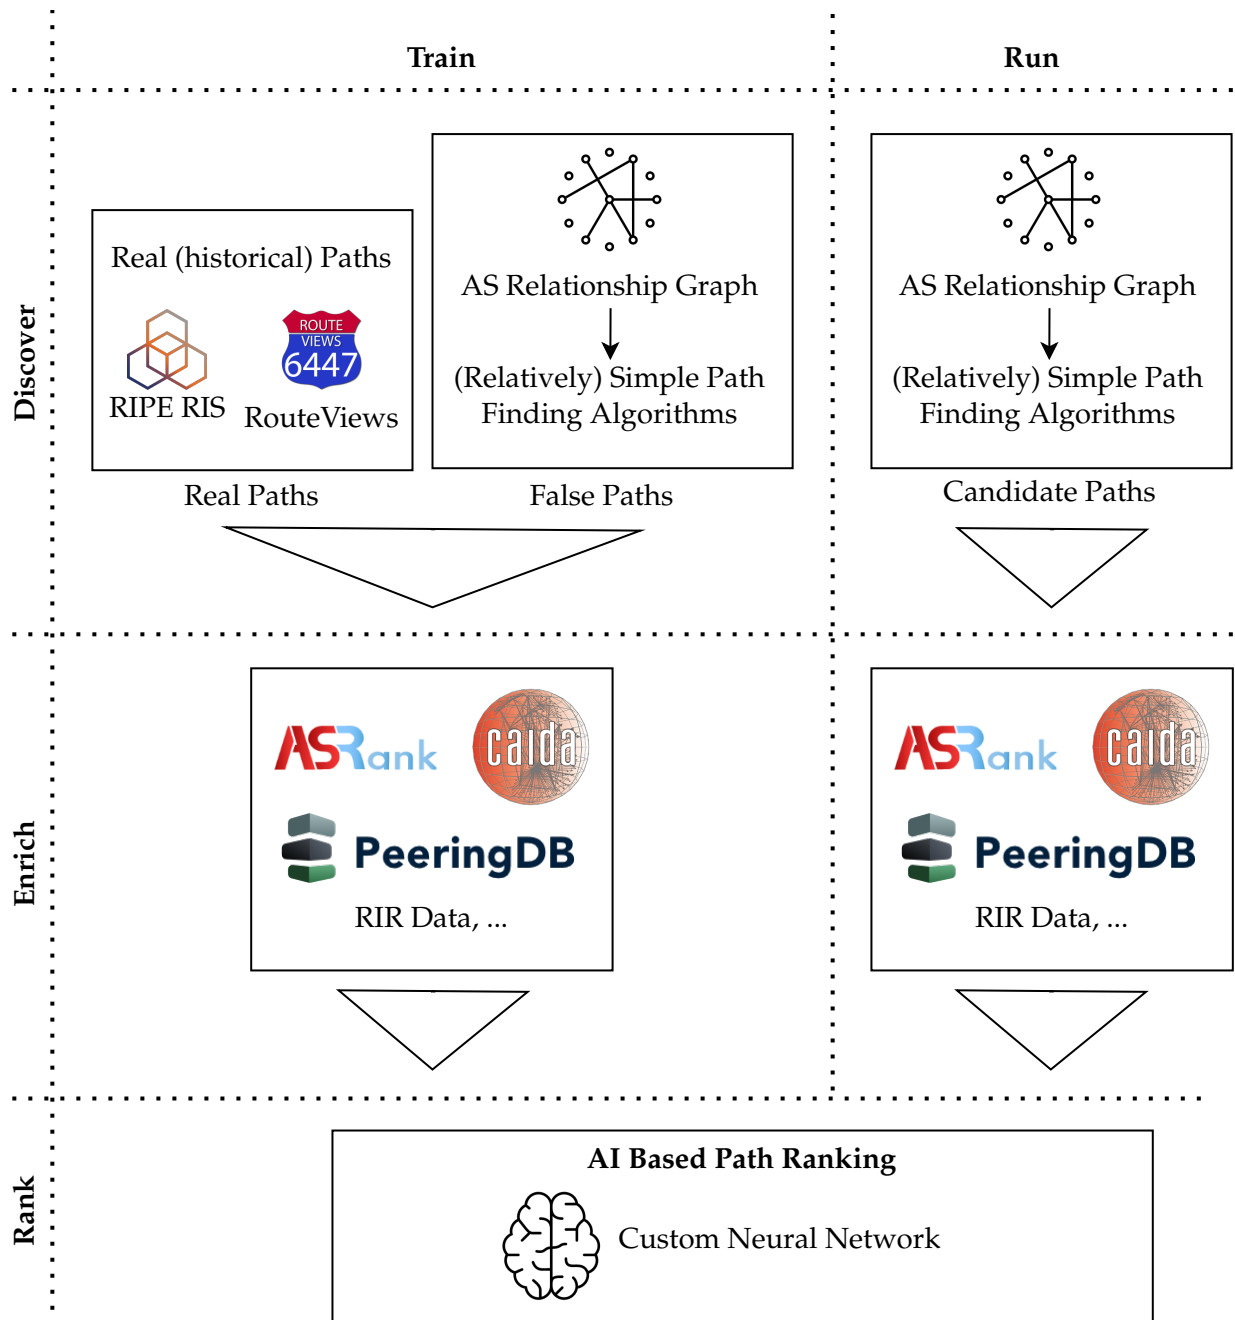 Train
Run
Discover
Real (historical) Paths
RIPE RIS
ROUTE
VIEWS
6447
RouteViews
Real Paths
AS Relationship Graph
(Relatively) Simple Path
Finding Algorithms
False Paths
AS Relationship Graph
(Relatively) Simple Path
Finding Algorithms
Candidate Paths
Enrich
ASRank
caida
PeeringDB
RIR Data, ...
ASRank
caida
PeeringDB
RIR Data, ...
Rank
AI Based Path Ranking
Custom Neural Network